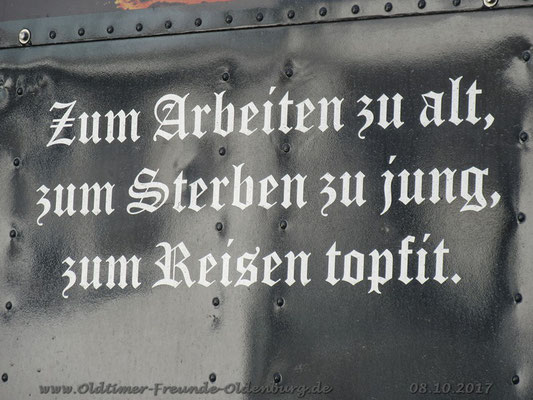 Zum Arbeiten zu alt,
zum Sterben zu jung,
zum Reisen topfit.
www.Oldtimer-Freunde-Oldenburg.de 08.10.2017